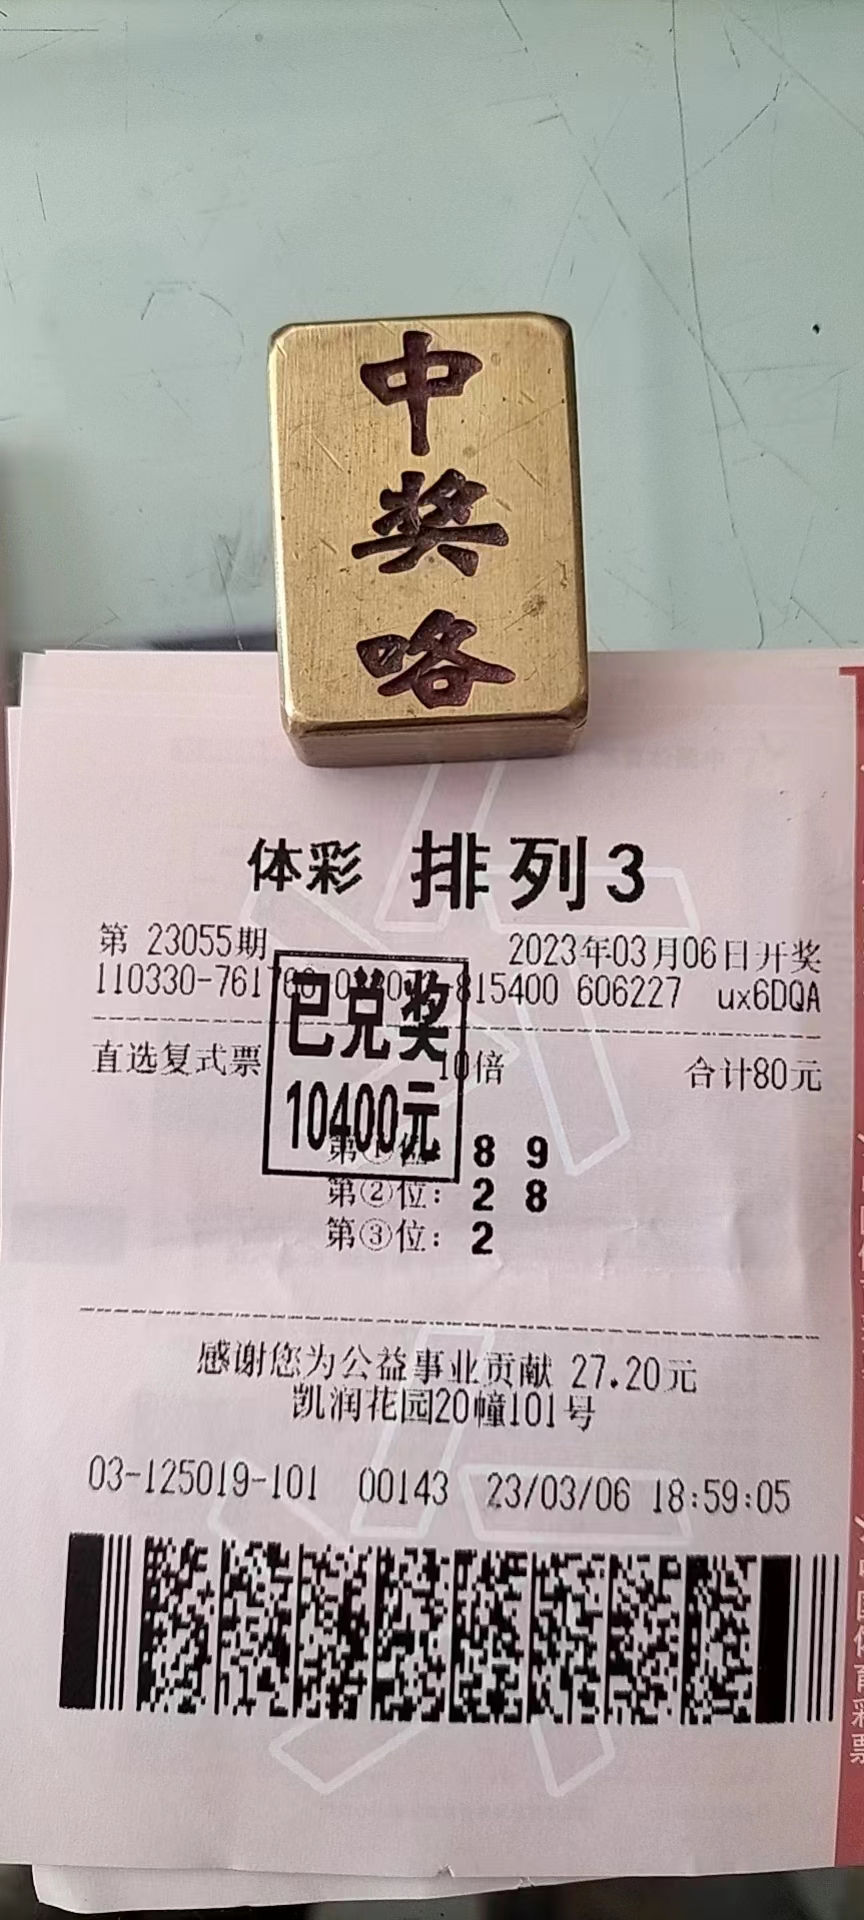 中
奖
咯
体彩 排列3
第 23055期 2023年03月06日开奖
815400 606227 ux6DQA
直选复式票 10倍 合计80元
已兑奖
10400元
第①位: 8 9
第②位: 2 8
第③位: 2
感谢您为公益事业贡献 27.20元
凯润花园20幢101号
03-125019-101 00143 23/03/06 18:59:05